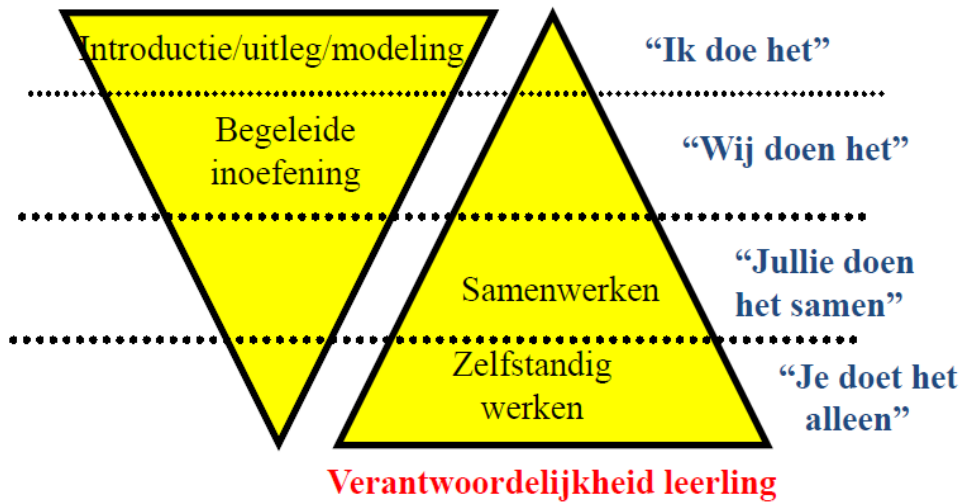 Introductie/uitleg/modeling
“Ik doe het”
Begeleide
inoefening
“Wij doen het”
Samenwerken
“Jullie doen
het samen”
Zelfstandig
werken
“Je doet het
alleen”
Verantwoordelijkheid leerling